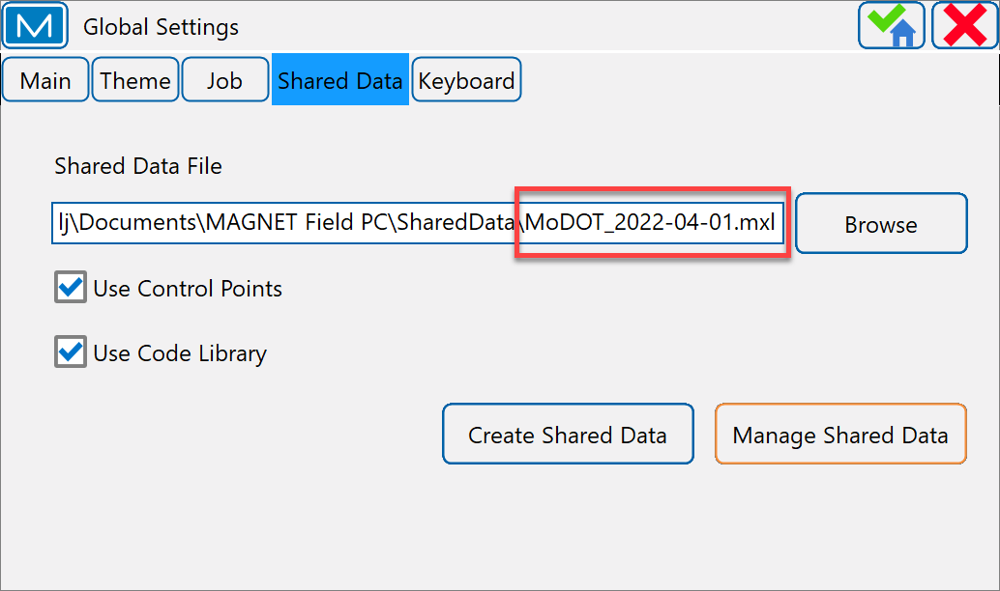 Global Settings
Main Theme Job Shared Data Keyboard
Shared Data File
lj\Documents\MAGNET Field PC\SharedData\MoDOT_2022-04-01.mxl Browse
Use Control Points
Use Code Library
Create Shared Data Manage Shared Data